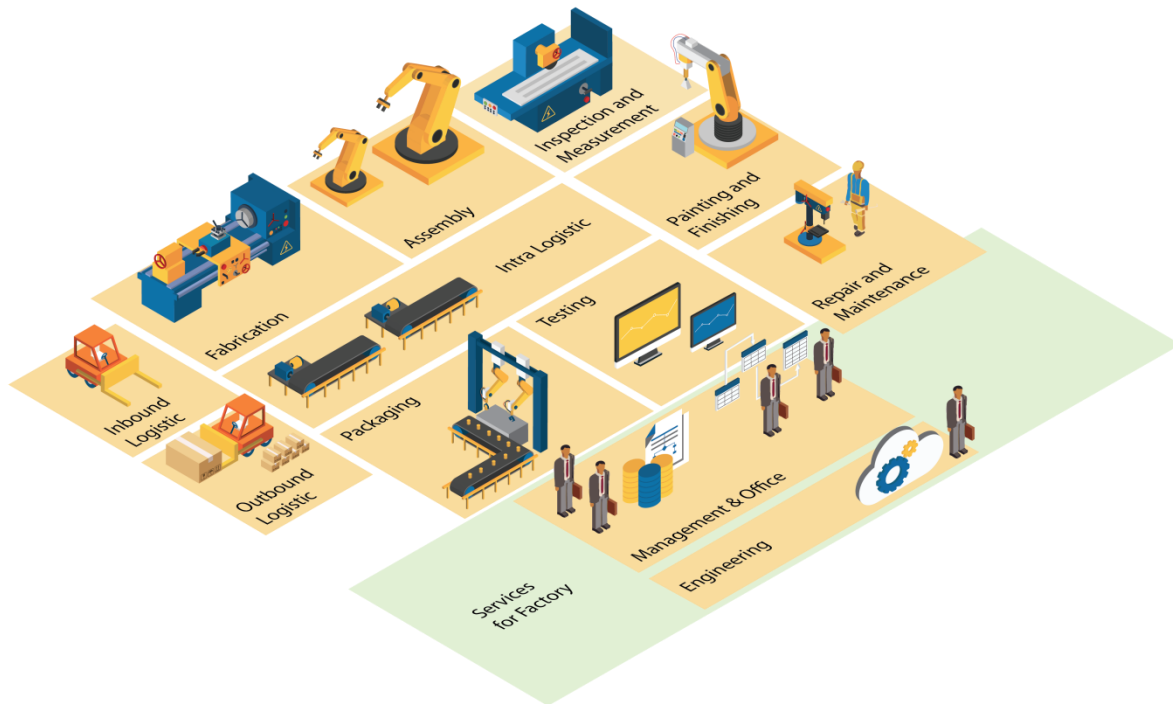 Inspection and
Measurement
Painting and
Finishing
Assembly
Intra Logistic
Repair and
Maintenance
Testing
Fabrication
Inbound
Logistic
Packaging
Outbound
Logistic
Management & Office
Engineering
Services
for Factory